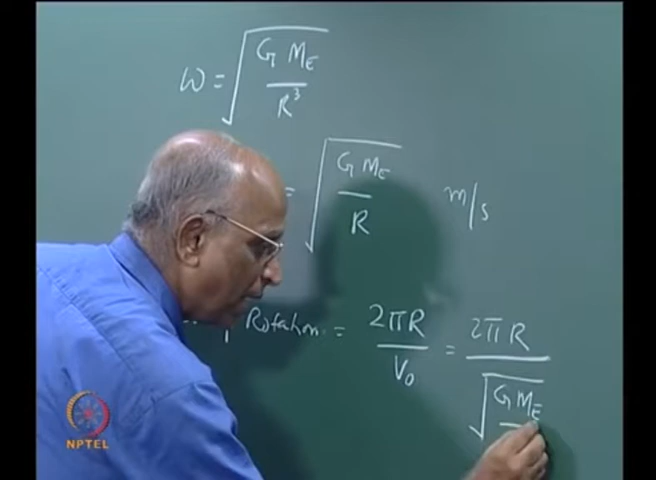 ω = √(G M_E / R³)
= √(G M_E / R) m/s
Rotation = 2πR / V₀ = 2πR / √(G M_E
NPTEL